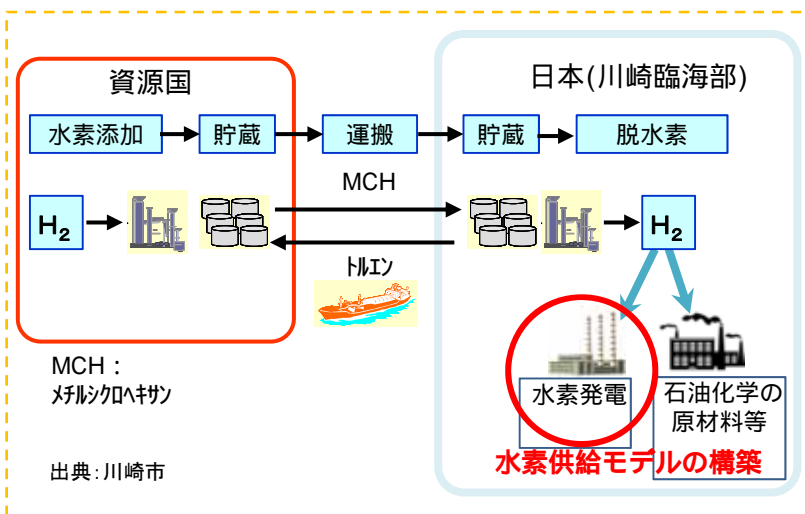 資源国
日本(川崎臨海部)
水素添加
貯蔵
運搬
貯蔵
脱水素
MCH
H₂
H₂
ﾄﾙｴﾝ
MCH：
ﾒﾁﾙｼｸﾛﾍｷｻﾝ
水素発電
石油化学の
原材料等
水素供給モデルの構築
出典：川崎市